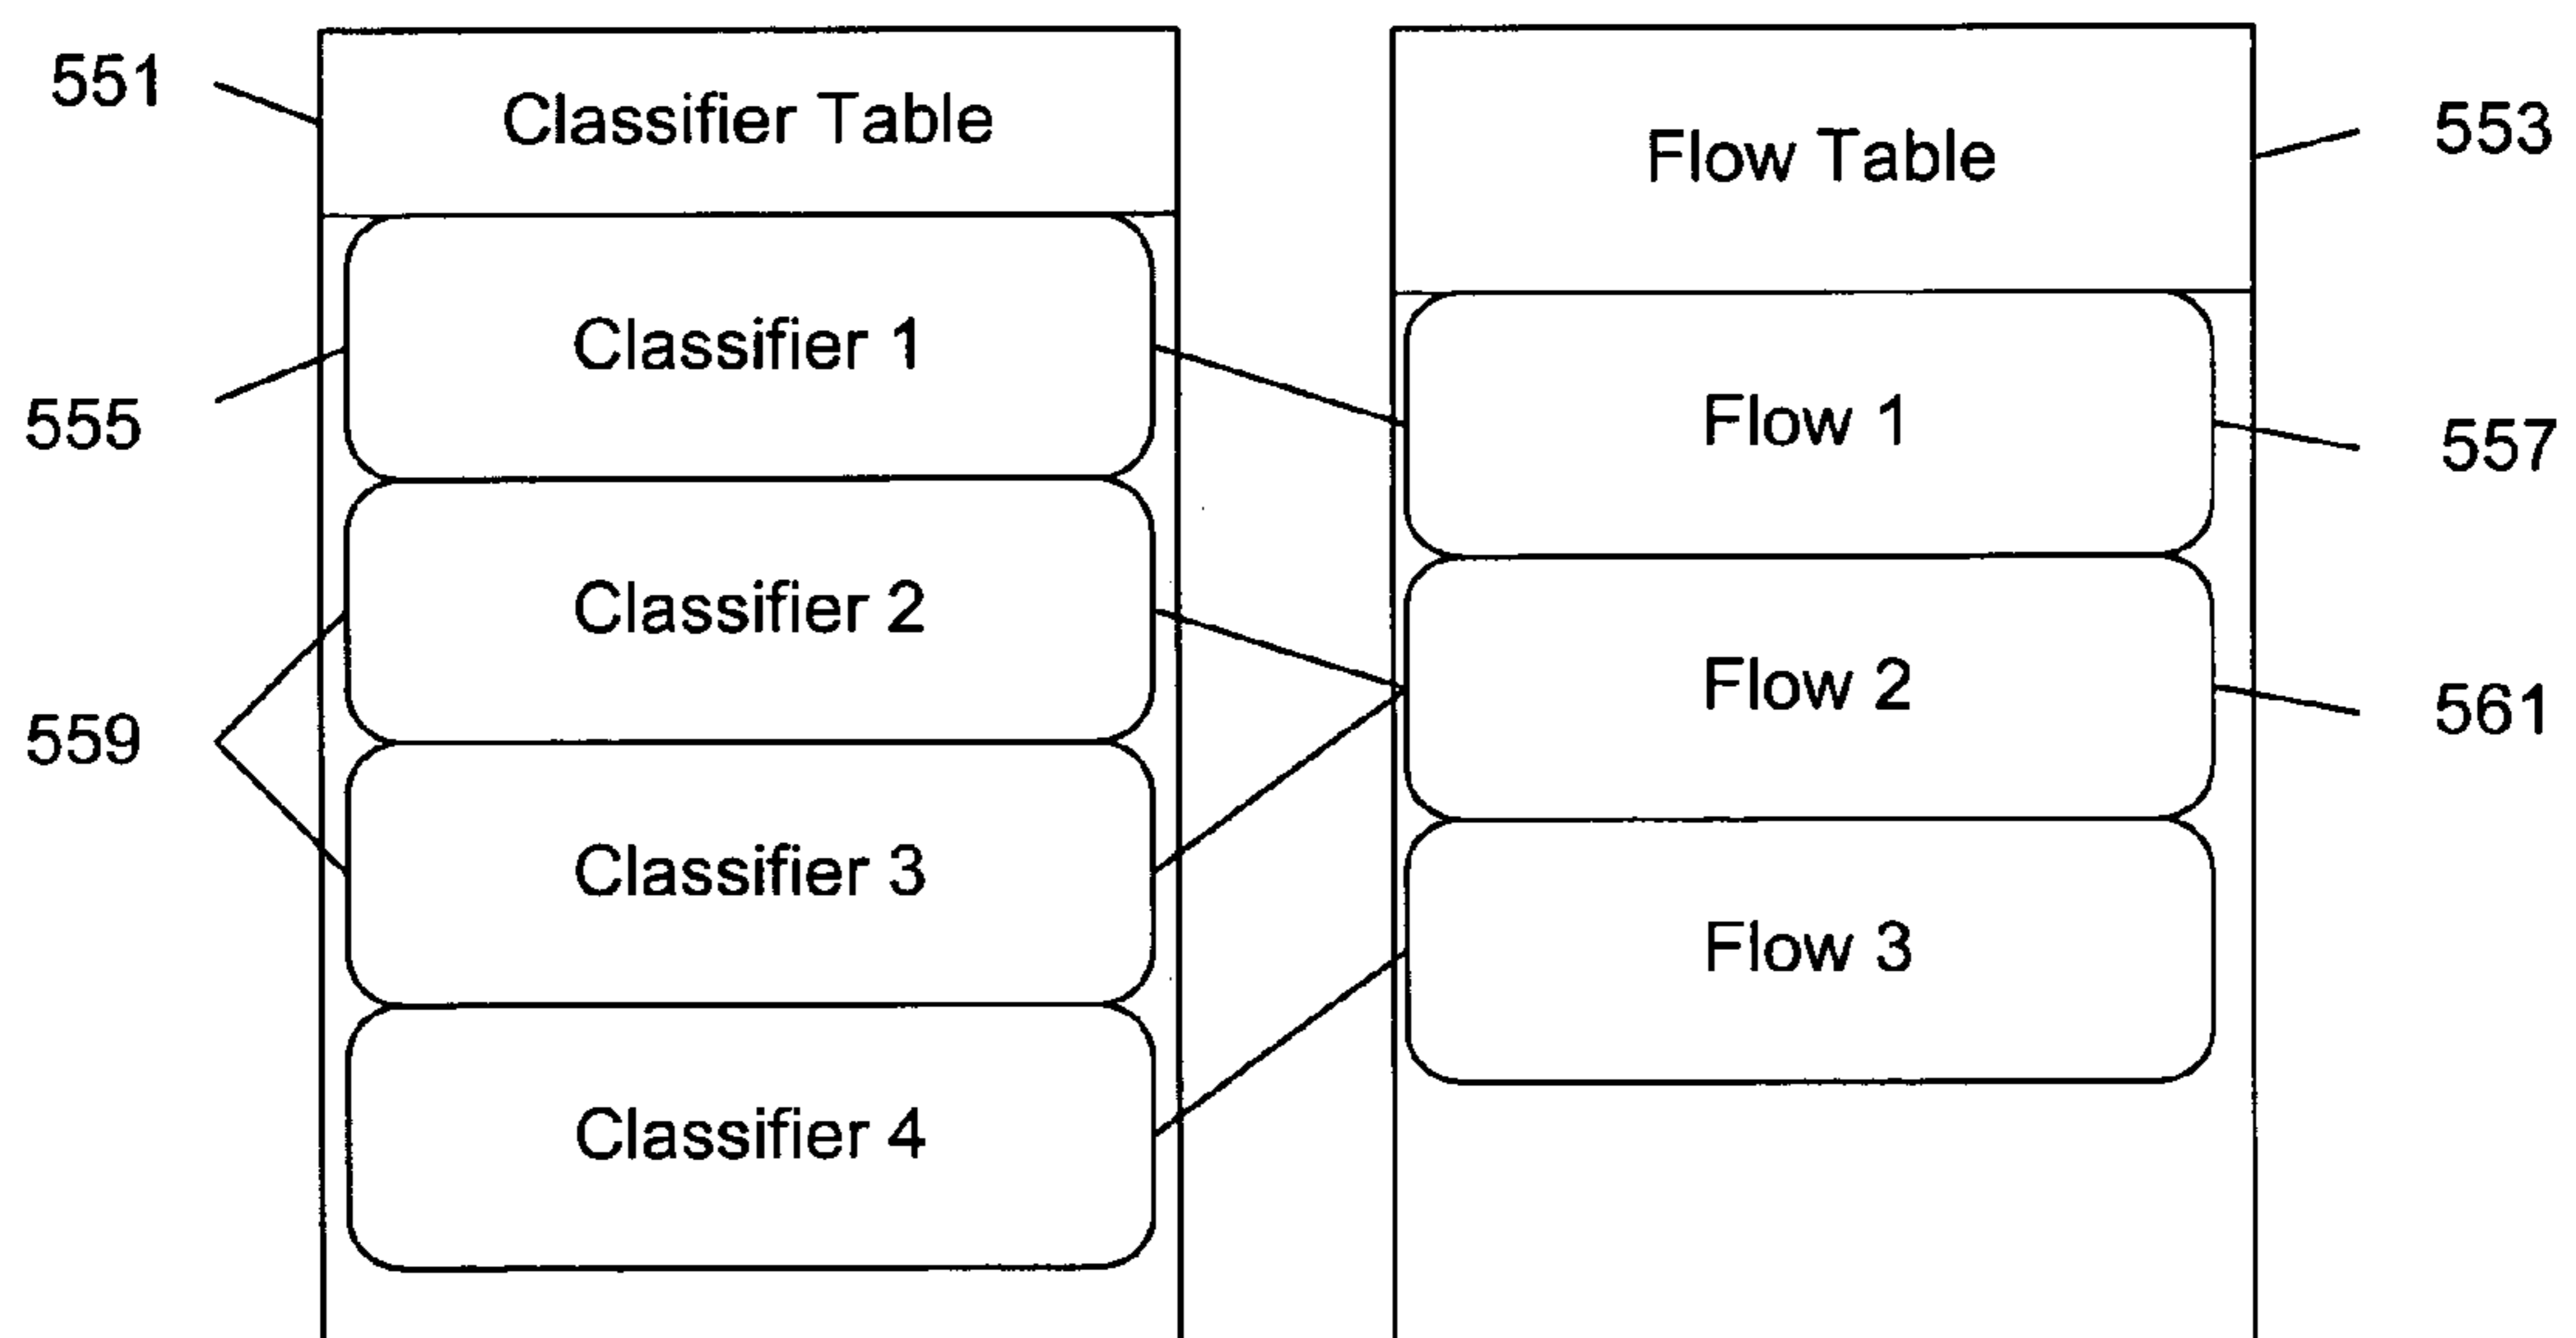 551
Classifier Table
553
Flow Table
Classifier 1
555
Flow 1
557
Classifier 2
559
Flow 2
561
Classifier 3
Flow 3
Classifier 4